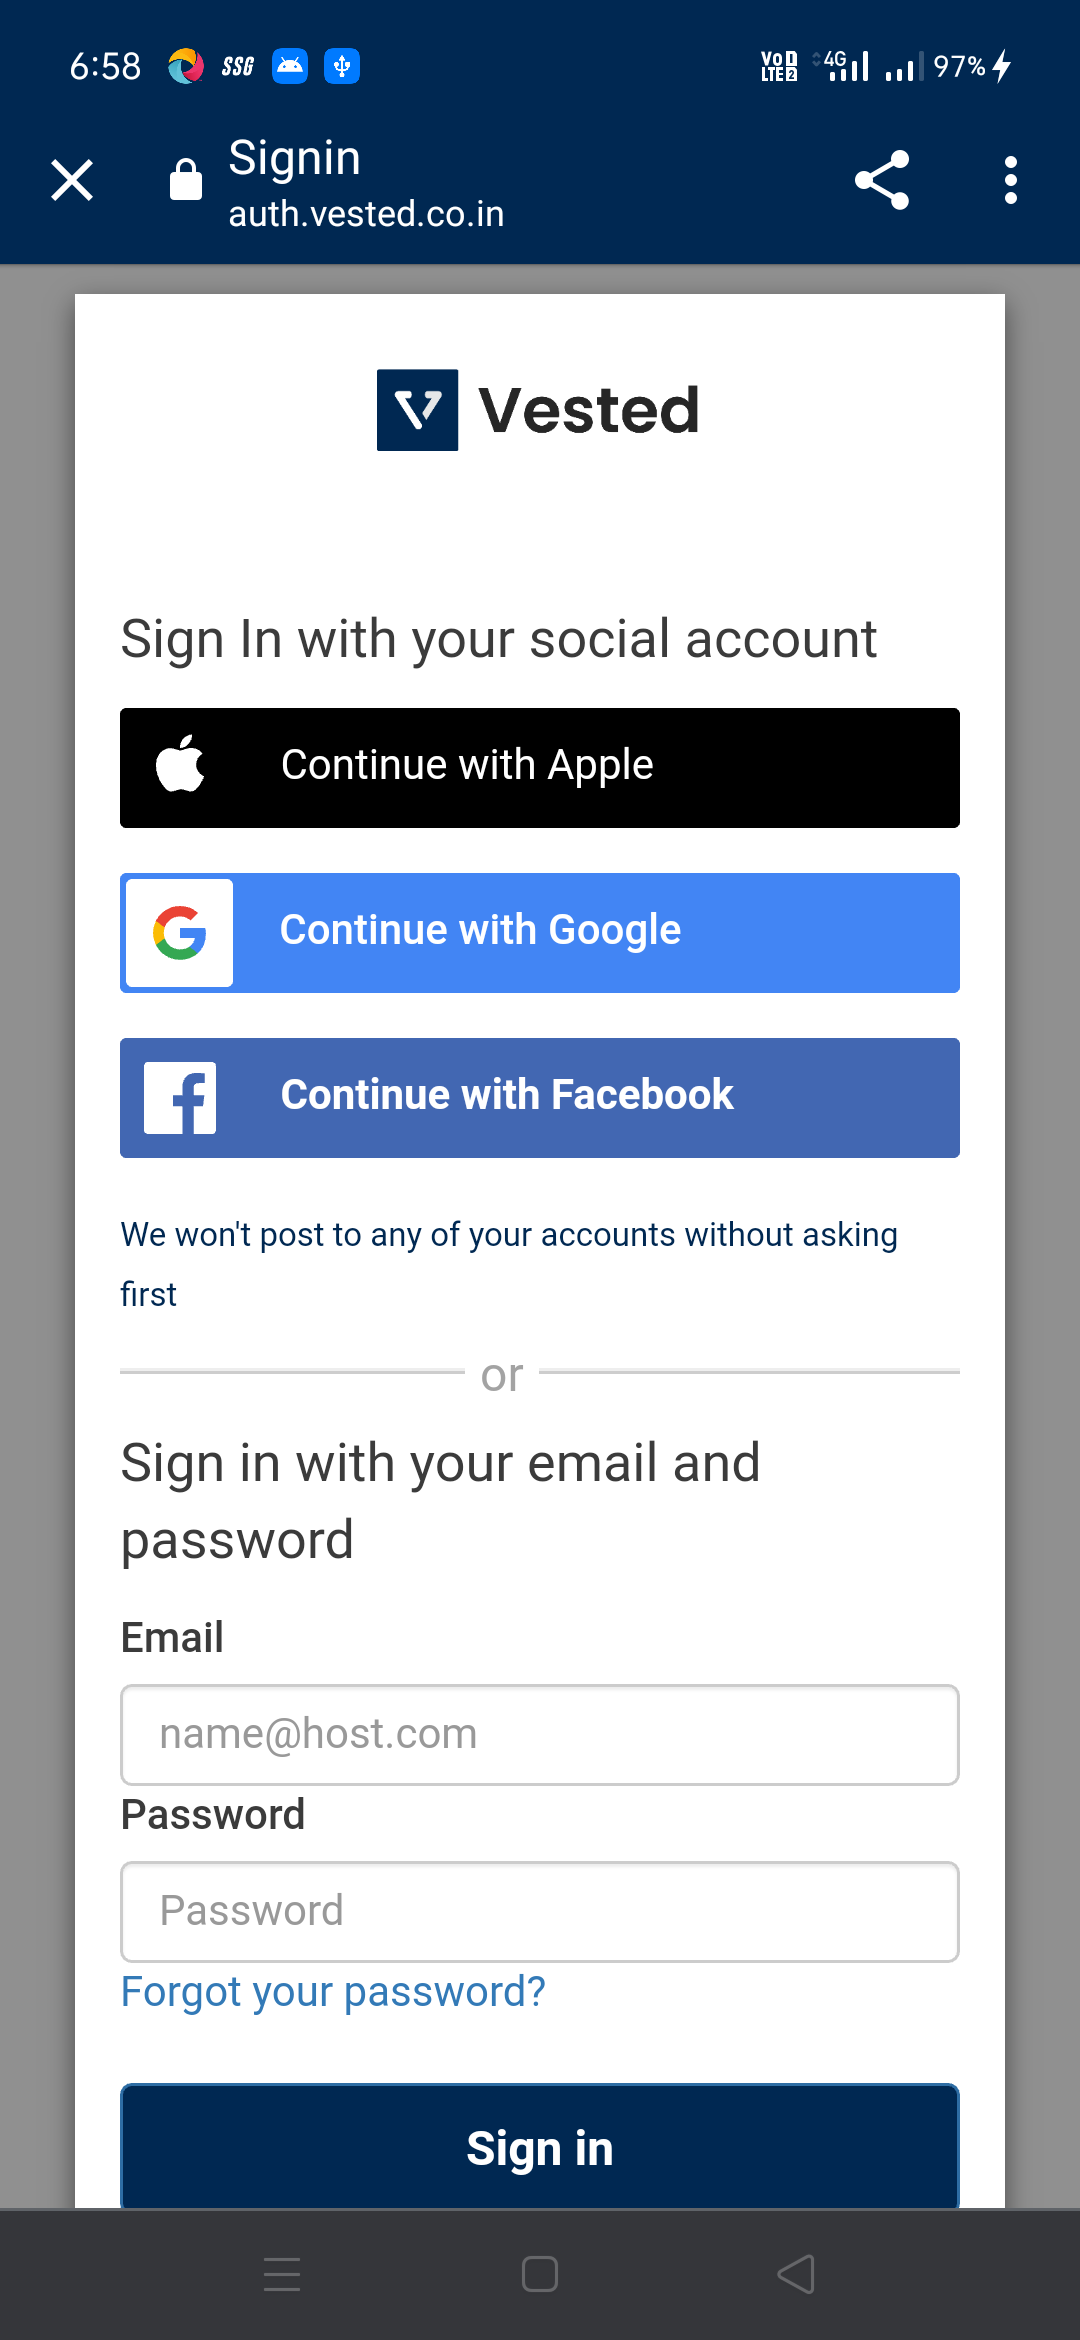 6:58 SSG VoD LTE 2 4G 97%
Signin
auth.vested.co.in
Vested
Sign In with your social account
Continue with Apple
Continue with Google
Continue with Facebook
We won't post to any of your accounts without asking
first
or
Sign in with your email and
password
Email
name@host.com
Password
Password
Forgot your password?
Sign in